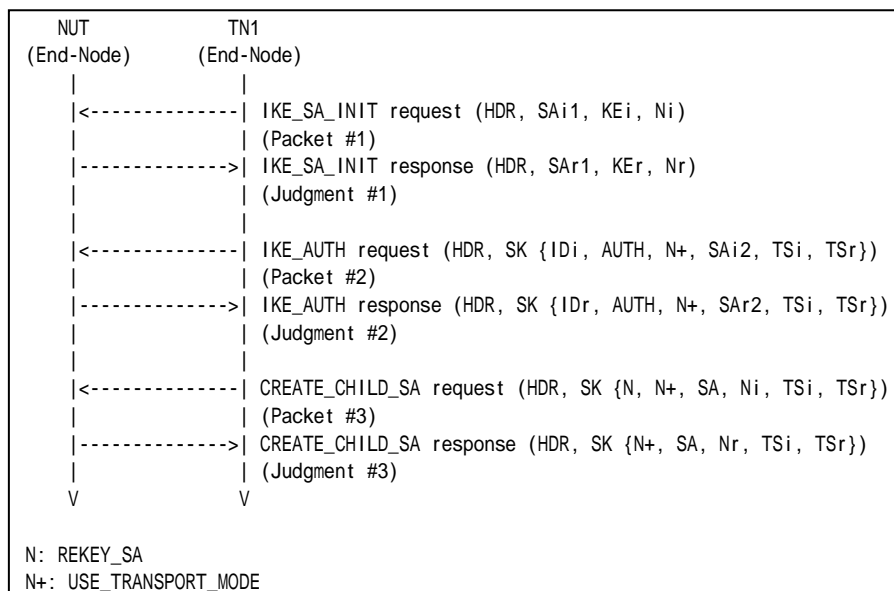 NUT TN1
(End-Node) (End-Node)
| |
|<--------------| IKE_SA_INIT request (HDR, SAi1, KEi, Ni)
| | (Packet #1)
|-------------->| IKE_SA_INIT response (HDR, SAr1, KEr, Nr)
| | (Judgment #1)
| |
|<--------------| IKE_AUTH request (HDR, SK {IDi, AUTH, N+, SAi2, TSi, TSr})
| | (Packet #2)
|-------------->| IKE_AUTH response (HDR, SK {IDr, AUTH, N+, SAr2, TSi, TSr})
| | (Judgment #2)
| |
|<--------------| CREATE_CHILD_SA request (HDR, SK {N, N+, SA, Ni, TSi, TSr})
| | (Packet #3)
|-------------->| CREATE_CHILD_SA response (HDR, SK {N+, SA, Nr, TSi, TSr})
| | (Judgment #3)
V V
N: REKEY_SA
N+: USE_TRANSPORT_MODE